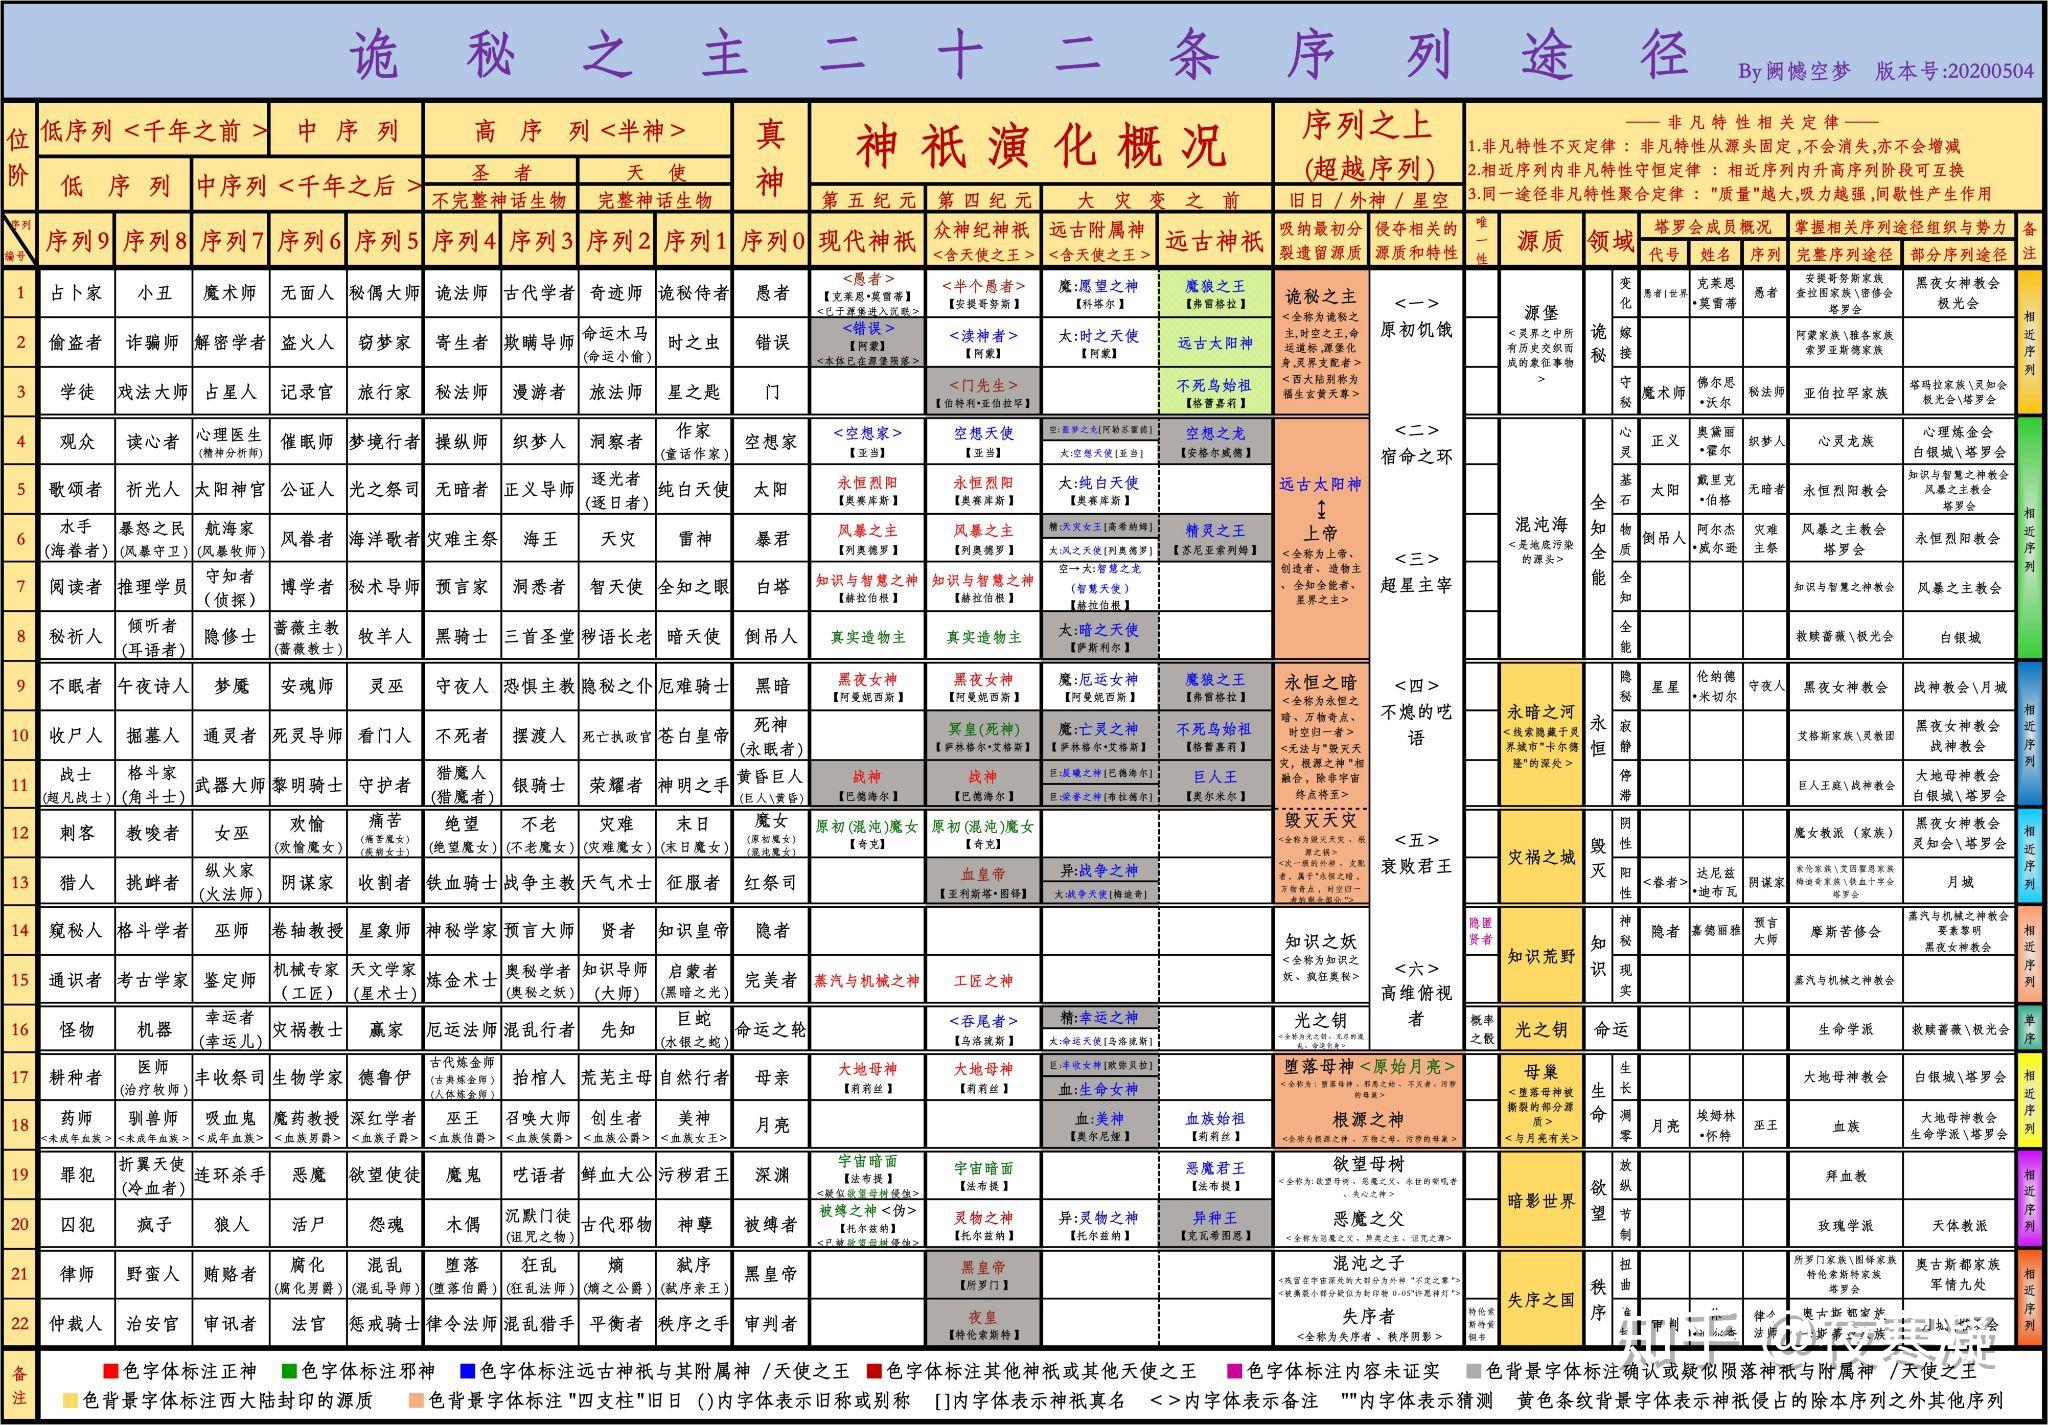 诡秘之主二十二条序列途径 By阙憾空梦 版本号:20200504
位阶
低序列 <千年之前> 中序列 高序列 <半神> 真神 神祇演化概况 序列之上 (超越序列)
低序列 中序列 <千年之后> 圣者 天使
不完整神话生物 完整神话生物 第五纪元 第四纪元 大灾变之前 旧日/外神/星空
—— 非凡特性相关定律 ——
1.非凡特性不灭定律 : 非凡特性从源头固定,不会消失,亦不会增减
2.相近序列内非凡特性守恒定律 : 相近序列内升高序列阶段可互换
3.同一途径非凡特性聚合定律 : "质量"越大,吸力越强,间歇性产生作用
序列 编号 序列9 序列8 序列7 序列6 序列5 序列4 序列3 序列2 序列1 序列0 现代神祇 众神纪神祇 <含天使之王> 远古附属神 <含天使之王> 远古神祇 吸纳最初分裂遗留源质 侵夺相关的源质和特性 唯一性 源质 领域 塔罗会成员概况 代号 姓名 序列 掌握相关序列途径组织与势力 完整序列途径 部分序列途径 备注
1 占卜家 小丑 魔术师 无面人 秘偶大师 诡法师 古代学者 奇迹师 诡秘侍者 愚者 <愚者> 【克莱恩•莫雷蒂】 <已于源堡进入沉眠> <半个愚者> 【安提哥努斯】 魔:愿望之神 【科塔尔】 魔狼之王 【弗雷格拉】 变化 愚者|世界 克莱恩•莫雷蒂 愚者 安提哥努斯家族 查拉图家族\密修会 塔罗会 黑夜女神教会 极光会
2 偷盗者 诈骗师 解密学者 盗火人 窃梦家 寄生者 欺瞒导师 命运木马 (命运小偷) 时之虫 错误 <错误> 【阿蒙】 <本体已在源堡陨落> <渎神者> 【阿蒙】 太:时之天使 【阿蒙】 远古太阳神 嫁接 阿蒙家族\雅各家族 索罗亚斯德家族
3 学徒 戏法大师 占星人 记录官 旅行家 秘法师 漫游者 旅法师 星之匙 门 <门先生> 【伯特利•亚伯拉罕】 不死鸟始祖 【格蕾嘉莉】 守秘 魔术师 佛尔思•沃尔 秘法师 亚伯拉罕家族 塔玛拉家族\灵知会 极光会\塔罗会
诡秘之主 <全称为诡秘之主,时空之王,命运道标,源堡化身,灵界支配者> <西大陆别称为福生玄黄天尊>
<一> 原初饥饿
源堡 <灵界之中所有历史交织而成的象征事物> 诡秘 相近序列
4 观众 读心者 心理医生 (精神分析师) 催眠师 梦境行者 操纵师 织梦人 洞察者 作家 (童话作家) 空想家 <空想家> 【亚当】 空想天使 【亚当】 空:噩梦之龙[阿勒苏霍德] 太:空想天使[亚当] 空想之龙 【安格尔威德】 心灵 正义 奥黛丽•霍尔 织梦人 心灵龙族 心理炼金会 白银城\塔罗会
5 歌颂者 祈光人 太阳神官 公证人 光之祭司 无暗者 正义导师 逐光者 (逐日者) 纯白天使 太阳 永恒烈阳 【奥赛库斯】 永恒烈阳 【奥赛库斯】 太:纯白天使 【奥赛库斯】 基石 太阳 戴里克•伯格 无暗者 永恒烈阳教会 知识与智慧之神教会 风暴之主教会 塔罗会
6 水手 (海眷者) 暴怒之民 (风暴守卫) 航海家 (风暴牧师) 风眷者 海洋歌者 灾难主祭 海王 天灾 雷神 暴君 风暴之主 【列奥德罗】 风暴之主 【列奥德罗】 精:天灾女王[高希纳姆] 太:风之天使[列奥德罗] 精灵之王 【苏尼亚索列姆】 物质 倒吊人 阿尔杰•威尔逊 灾难主祭 风暴之主教会 塔罗会 永恒烈阳教会
7 阅读者 推理学员 守知者 (侦探) 博学者 秘术导师 预言家 洞悉者 智天使 全知之眼 白塔 知识与智慧之神 【赫拉伯根】 知识与智慧之神 【赫拉伯根】 空→太:智慧之龙 (智慧天使) 【赫拉伯根】 全知 知识与智慧之神教会 风暴之主教会
8 秘祈人 倾听者 (耳语者) 隐修士 蔷薇主教 (蔷薇教士) 牧羊人 黑骑士 三首圣堂 秽语长老 暗天使 倒吊人 真实造物主 真实造物主 太:暗之天使 【萨斯利尔】 全能 救赎蔷薇\极光会 白银城
远古太阳神 ↕ 上帝 <全称为上帝、创造者、造物主、全知全能者、星界之主>
<二> 宿命之环
<三> 超星主宰
混沌海 <是地底污染的源头> 全知全能 相近序列
9 不眠者 午夜诗人 梦魇 安魂师 灵巫 守夜人 恐惧主教 隐秘之仆 厄难骑士 黑暗 黑夜女神 【阿曼妮西斯】 黑夜女神 【阿曼妮西斯】 魔:厄运女神 【阿曼妮西斯】 魔狼之王 【弗雷格拉】 隐秘 星星 伦纳德•米切尔 守夜人 黑夜女神教会 战神教会\月城
10 收尸人 掘墓人 通灵者 死灵导师 看门人 不死者 摆渡人 死亡执政官 苍白皇帝 死神 (永眠者) 冥皇(死神) 【萨林格尔•艾格斯】 魔:亡灵之神 【萨林格尔•艾格斯】 不死鸟始祖 【格蕾嘉莉】 寂静 艾格斯家族\灵教团 黑夜女神教会 战神教会
11 战士 (超凡战士) 格斗家 (角斗士) 武器大师 黎明骑士 守护者 猎魔人 (猎魔者) 银骑士 荣耀者 神明之手 黄昏巨人 (巨人\黄昏) 战神 【巴德海尔】 战神 【巴德海尔】 巨:晨曦之神[巴德海尔] 巨:荣誉之神[布拉德尔] 巨人王 【奥尔米尔】 停滞 巨人王庭\战神教会 大地母神教会 白银城\塔罗会
永恒之暗 <全称为永恒之暗、万物奇点、时空归一者> <无法与"毁灭天灾,根源之神"相融合,除非宇宙终点将至>
<四> 不熄的呓语
永暗之河 <线索隐藏于灵界城市"卡尔德隆"的深处> 永恒 相近序列
12 刺客 教唆者 女巫 欢愉 (欢愉魔女) 痛苦 (痛苦魔女) (疾病女士) 绝望 (绝望魔女) 不老 (不老魔女) 灾难 (灾难魔女) 末日 (末日魔女) 魔女 (原初魔女) (混沌魔女) 原初(混沌)魔女 【奇克】 原初(混沌)魔女 【奇克】 阴性 魔女教派 (家族) 黑夜女神教会 灵知会\塔罗会
13 猎人 挑衅者 纵火家 (火法师) 阴谋家 收割者 铁血骑士 战争主教 天气术士 征服者 红祭司 血皇帝 【亚利斯塔•图铎】 异:战争之神 太:战争天使[梅迪奇] 阳性 <眷者> 达尼兹•迪布瓦 阴谋家 索伦家族\艾因霍恩家族 梅迪奇家族\铁血十字会 塔罗会 月城
毁灭天灾 <全称为毁灭天灾、根源之祸> <次一级的外神、支配者,属于"永恒之暗,万物奇点,时空归一者的剩余部分">
<五> 衰败君王
灾祸之城 毁灭 相近序列
14 窥秘人 格斗学者 巫师 卷轴教授 星象师 神秘学家 预言大师 贤者 知识皇帝 隐者 隐匿贤者 神秘 隐者 嘉德丽雅 预言大师 摩斯苦修会 蒸汽与机械之神教会 要素黎明 黑夜女神教会
15 通识者 考古学家 鉴定师 机械专家 (工匠) 天文学家 (星术士) 炼金术士 奥秘学者 (奥秘之妖) 知识导师 (大师) 启蒙者 (黑暗之光) 完美者 蒸汽与机械之神 工匠之神 现实 蒸汽与机械之神教会
知识之妖 <全称为知识之妖、疯狂奥秘>
<六> 高维俯视者
知识荒野 知识 相近序列
16 怪物 机器 幸运者 (幸运儿) 灾祸教士 赢家 厄运法师 混乱行者 先知 巨蛇 (水银之蛇) 命运之轮 <吞尾者> 【乌洛琉斯】 精:幸运之神 太:命运天使[乌洛琉斯] 光之钥 概率之骰 光之钥 命运 生命学派 救赎蔷薇\极光会 单序
17 耕种者 医师 (治疗牧师) 丰收祭司 生物学家 德鲁伊 古代炼金师 (古典炼金师) (人体炼金师) 抬棺人 荒芜主母 自然行者 母亲 大地母神 【莉莉丝】 大地母神 【莉莉丝】 巨:丰收女神[欧弥贝拉] 血:生命女神 生长 大地母神教会 白银城\塔罗会
18 药师 <未成年血族> 驯兽师 <未成年血族> 吸血鬼 <成年血族> 魔药教授 <血族男爵> 深红学者 <血族子爵> 巫王 <血族伯爵> 召唤大师 <血族侯爵> 创生者 <血族公爵> 美神 <血族女王> 月亮 血:美神 【奥尔尼娅】 血族始祖 【莉莉丝】 凋零 月亮 埃姆林•怀特 巫王 血族 大地母神教会 生命学派\塔罗会
堕落母神 <原始月亮> <全称为:堕落母神、邪恶之始、不灭者、污秽的母巢>
根源之神 <全称为根源之神、万物之母、污秽的母巢>
母巢 <堕落母神被撕裂的部分源质> <与月亮有关> 生命 相近序列
19 罪犯 折翼天使 (冷血者) 连环杀手 恶魔 欲望使徒 魔鬼 呓语者 鲜血大公 污秽君王 深渊 宇宙暗面 【法布提】 <疑似欲望母树侵蚀> 宇宙暗面 【法布提】 恶魔君王 【法布提】 放纵 拜血教
20 囚犯 疯子 狼人 活尸 怨魂 木偶 沉默门徒 (诅咒之物) 古代邪物 神孽 被缚者 被缚之神 <伪> 【托尔兹纳】 <已被欲望母树侵蚀> 灵物之神 【托尔兹纳】 异:灵物之神 【托尔兹纳】 异种王 【克瓦希图恩】 节制 玫瑰学派 天体教派
欲望母树 <全称为:欲望母树、恶魔之父、永世的嘶吼者、失心之神>
恶魔之父 <全称为恶魔之父、异类之主、诅咒之源>
暗影世界 欲望 相近序列
21 律师 野蛮人 贿赂者 腐化 (腐化男爵) 混乱 (混乱导师) 堕落 (堕落伯爵) 狂乱 (狂乱法师) 熵 (熵之公爵) 弑序 (弑序亲王) 黑皇帝 黑皇帝 【所罗门】 扭曲 所罗门家族\图铎家族 特伦索斯特家族 塔罗会 奥古斯都家族 军情九处
22 仲裁人 治安官 审讯者 法官 惩戒骑士 律令法师 混乱猎手 平衡者 秩序之手 审判者 夜皇 【特伦索斯特】 特伦索斯特黄铜书 审判 奥古斯都家族
混沌之子 <残留在宇宙深处的大部分为外神 "不定之雾"> <被撕裂小部分疑似为封印物 0-05"许愿神灯">
失序者 <全称为失序者、秩序阴影>
失序之国 秩序 相近序列
备注 色字体标注正神 色字体标注邪神 色字体标注远古神祇与其附属神 /天使之王 色字体标注其他神祇或其他天使之王 色字体标注内容未证实 色背景字体标注确认或疑似陨落神祇与附属神 /天使之王
色背景字体标注西大陆封印的源质 色背景字体标注 "四支柱"旧日 ()内字体表示旧称或别称 []内字体表示神祇真名 <>内字体表示备注 ""内字体表示猜测 黄色条纹背景字体表示神祇侵占的除本序列之外其他序列
知乎 @夜寒凝